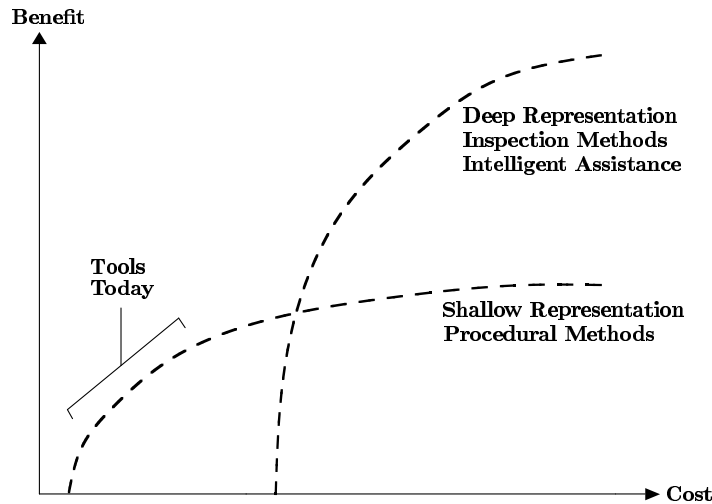 Benefit
Deep Representation
Inspection Methods
Intelligent Assistance
Tools
Today
Shallow Representation
Procedural Methods
Cost